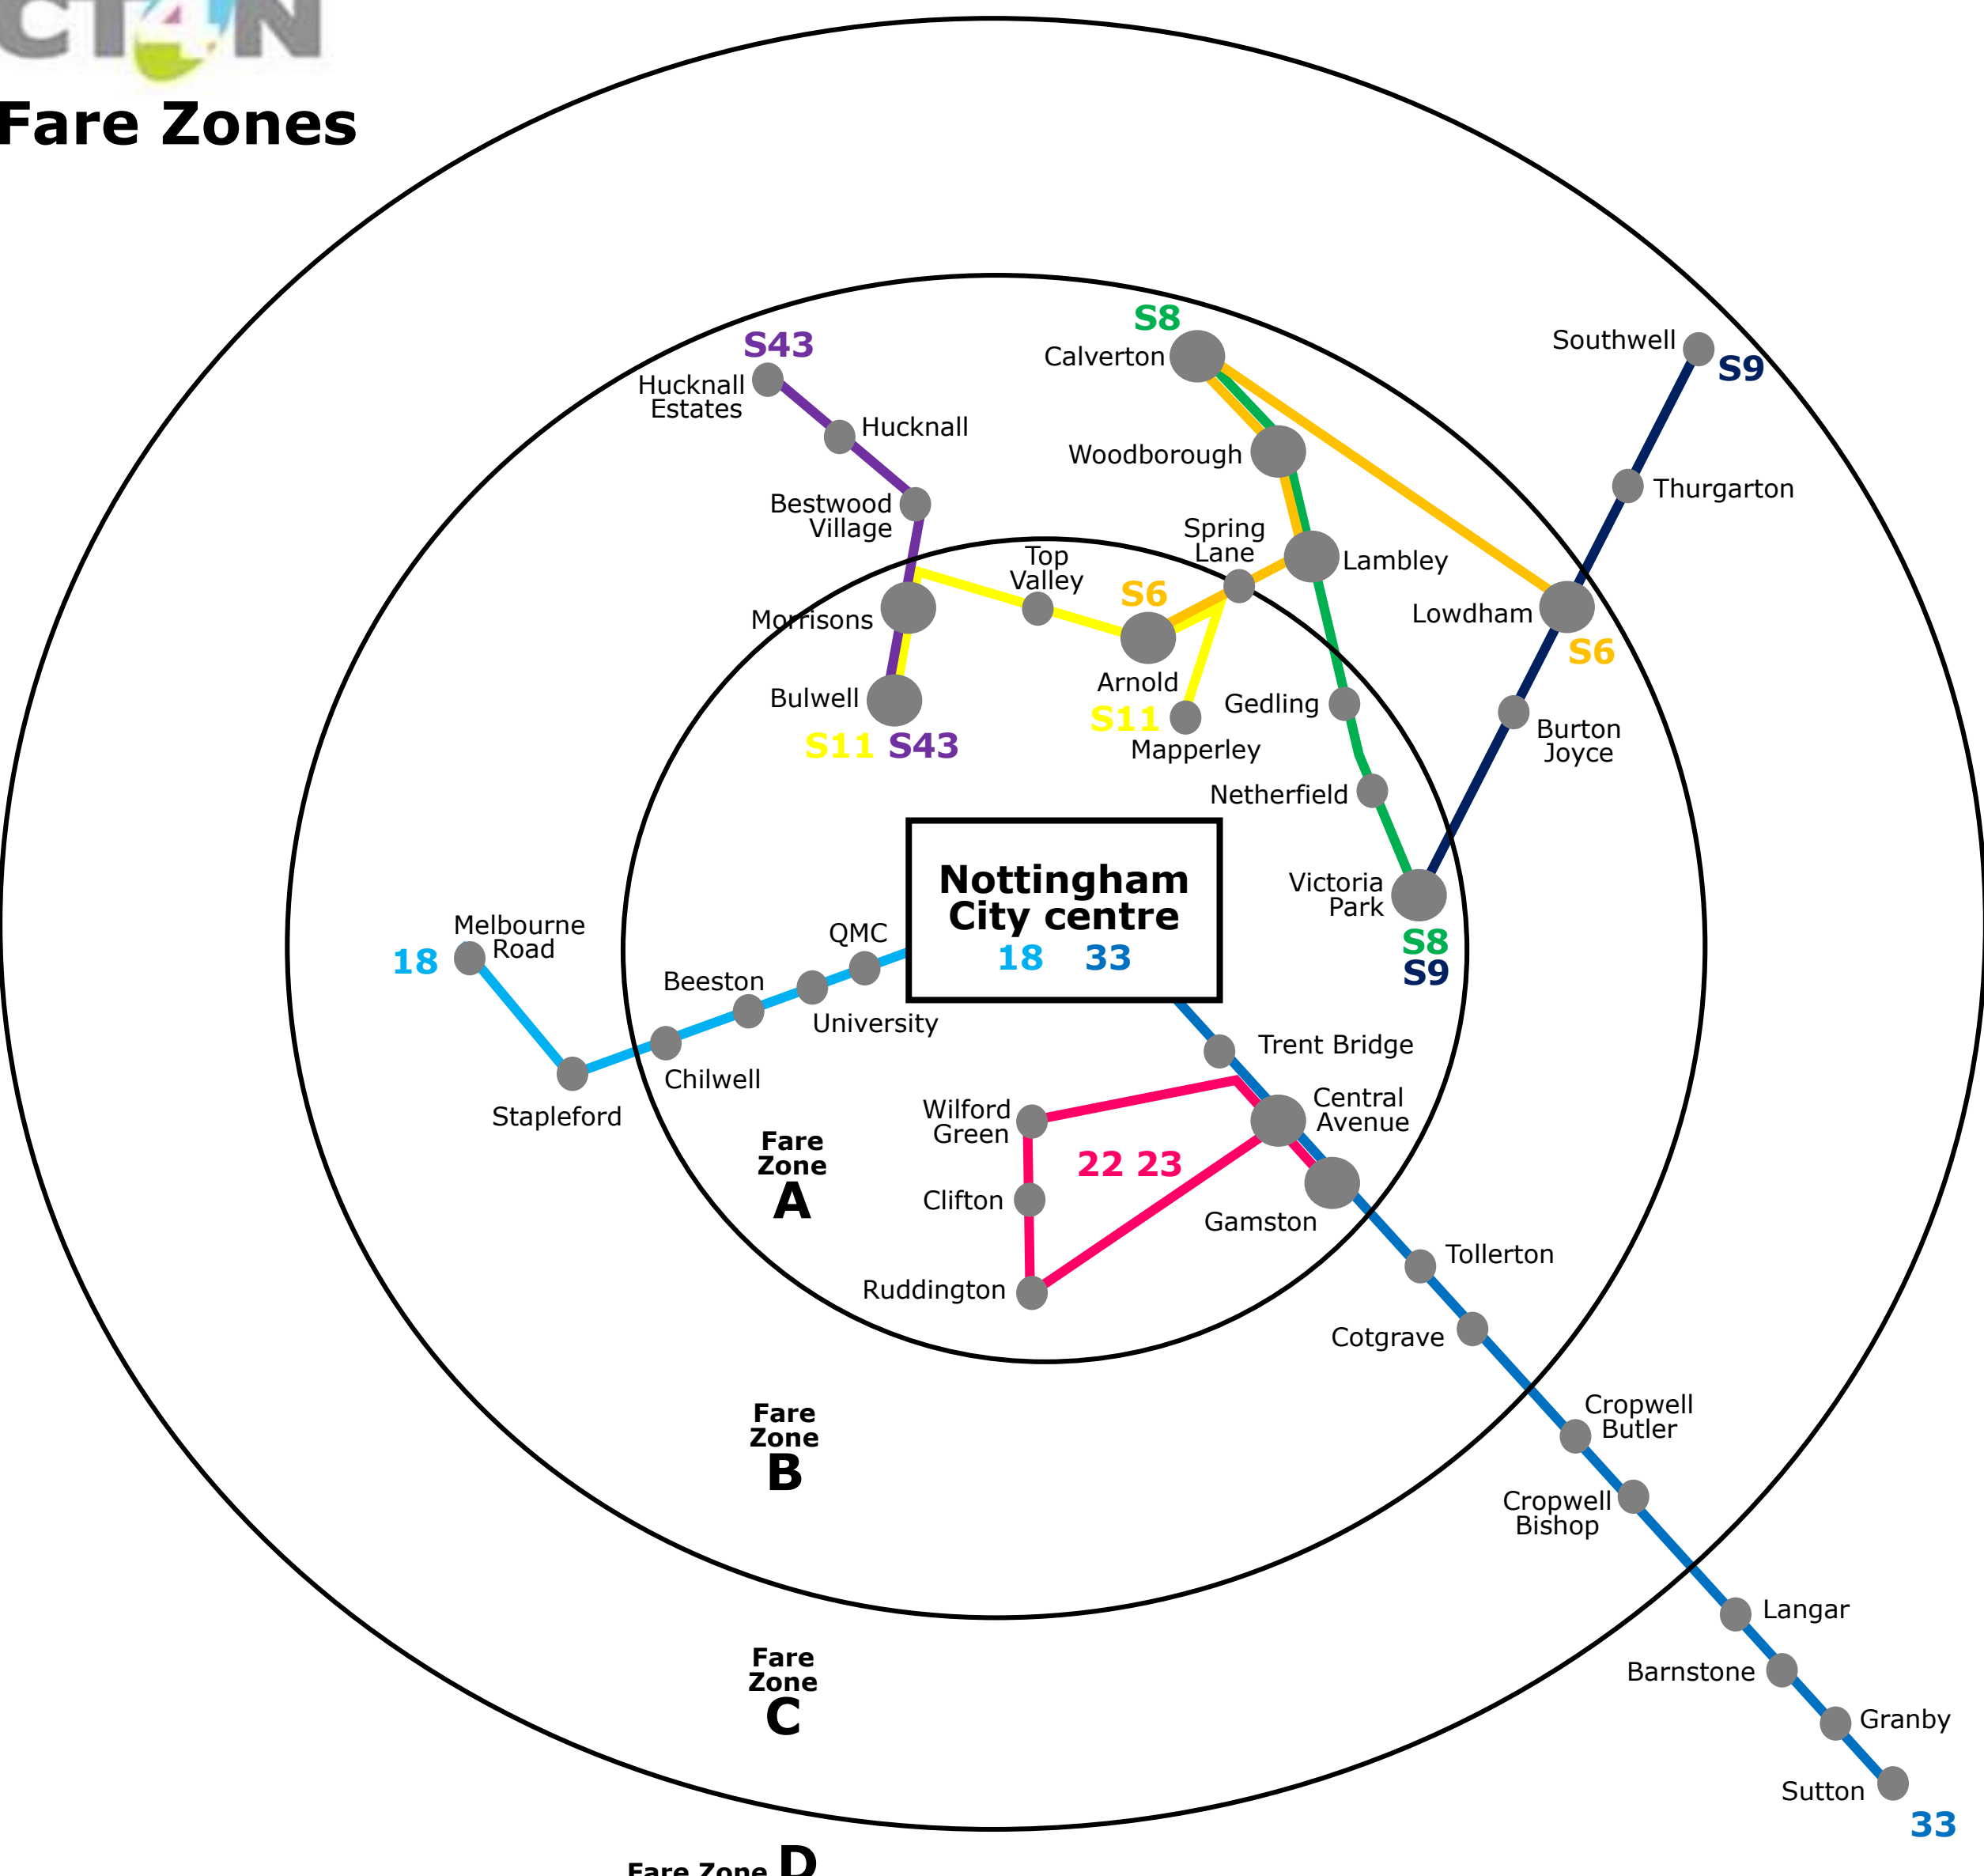 CT4N
Fare Zones
S8
Calverton
S43
Hucknall
Estates
Hucknall
Southwell
S9
Woodborough
Thurgarton
Bestwood
Village
Spring
Lane
Top
Valley
Lambley
S6
Morrisons
Lowdham
S6
Arnold
Bulwell
S11 S43
S11
Mapperley
Gedling
Burton
Joyce
Netherfield
Nottingham
City centre
18 33
Victoria
Park
S8
S9
Melbourne
Road
18
QMC
Beeston
University
Chilwell
Stapleford
Trent Bridge
Central
Avenue
Wilford
Green
22 23
Clifton
Gamston
Ruddington
Fare
Zone
A
Tollerton
Cotgrave
Fare
Zone
B
Cropwell
Butler
Cropwell
Bishop
Langar
Fare
Zone
C
Barnstone
Granby
Sutton
33
Fare Zone D